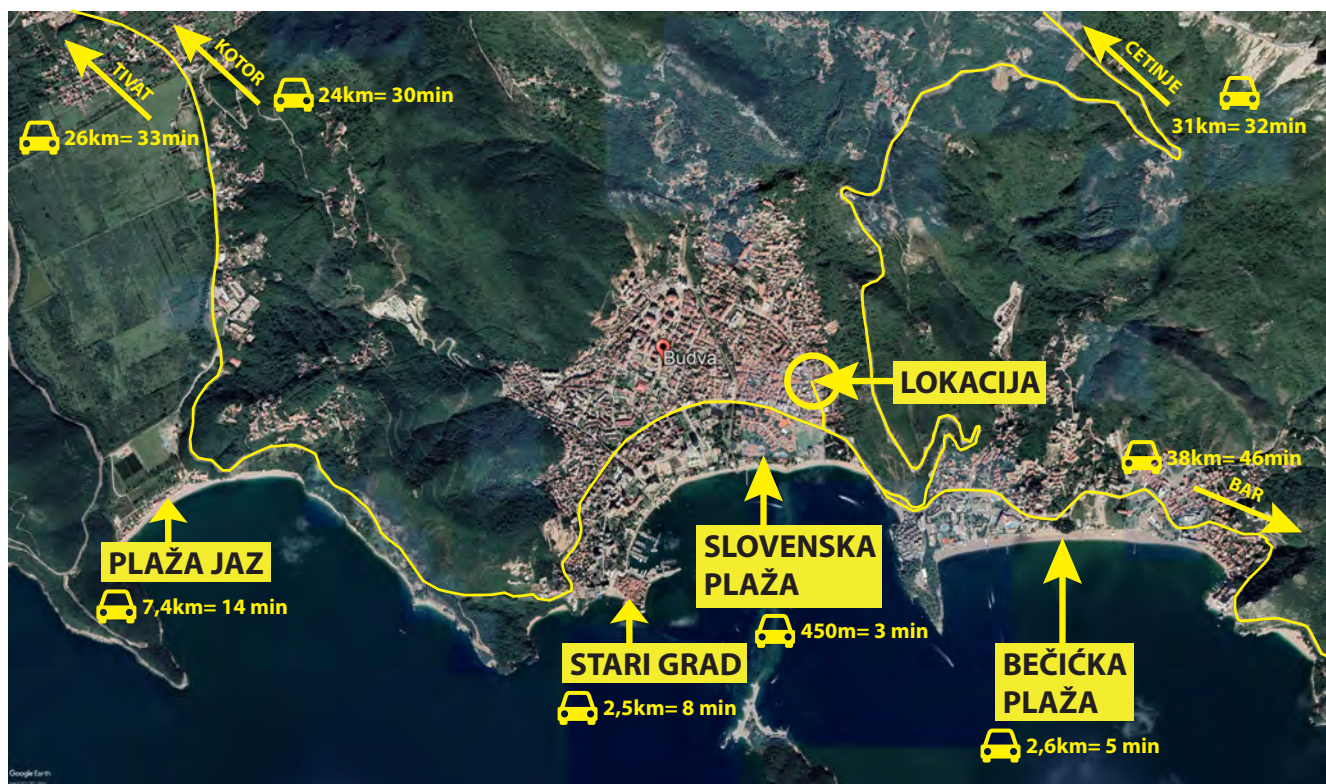 TIVAT
KOTOR
24km= 30min
26km= 33min
CETINJE
31km= 32min
Budva
LOKACIJA
38km= 46min
BAR
PLAŽA JAZ
7,4km= 14 min
SLOVENSKA
PLAŽA
450m= 3 min
STARI GRAD
2,5km= 8 min
BEČIĆKA
PLAŽA
2,6km= 5 min
Google Earth